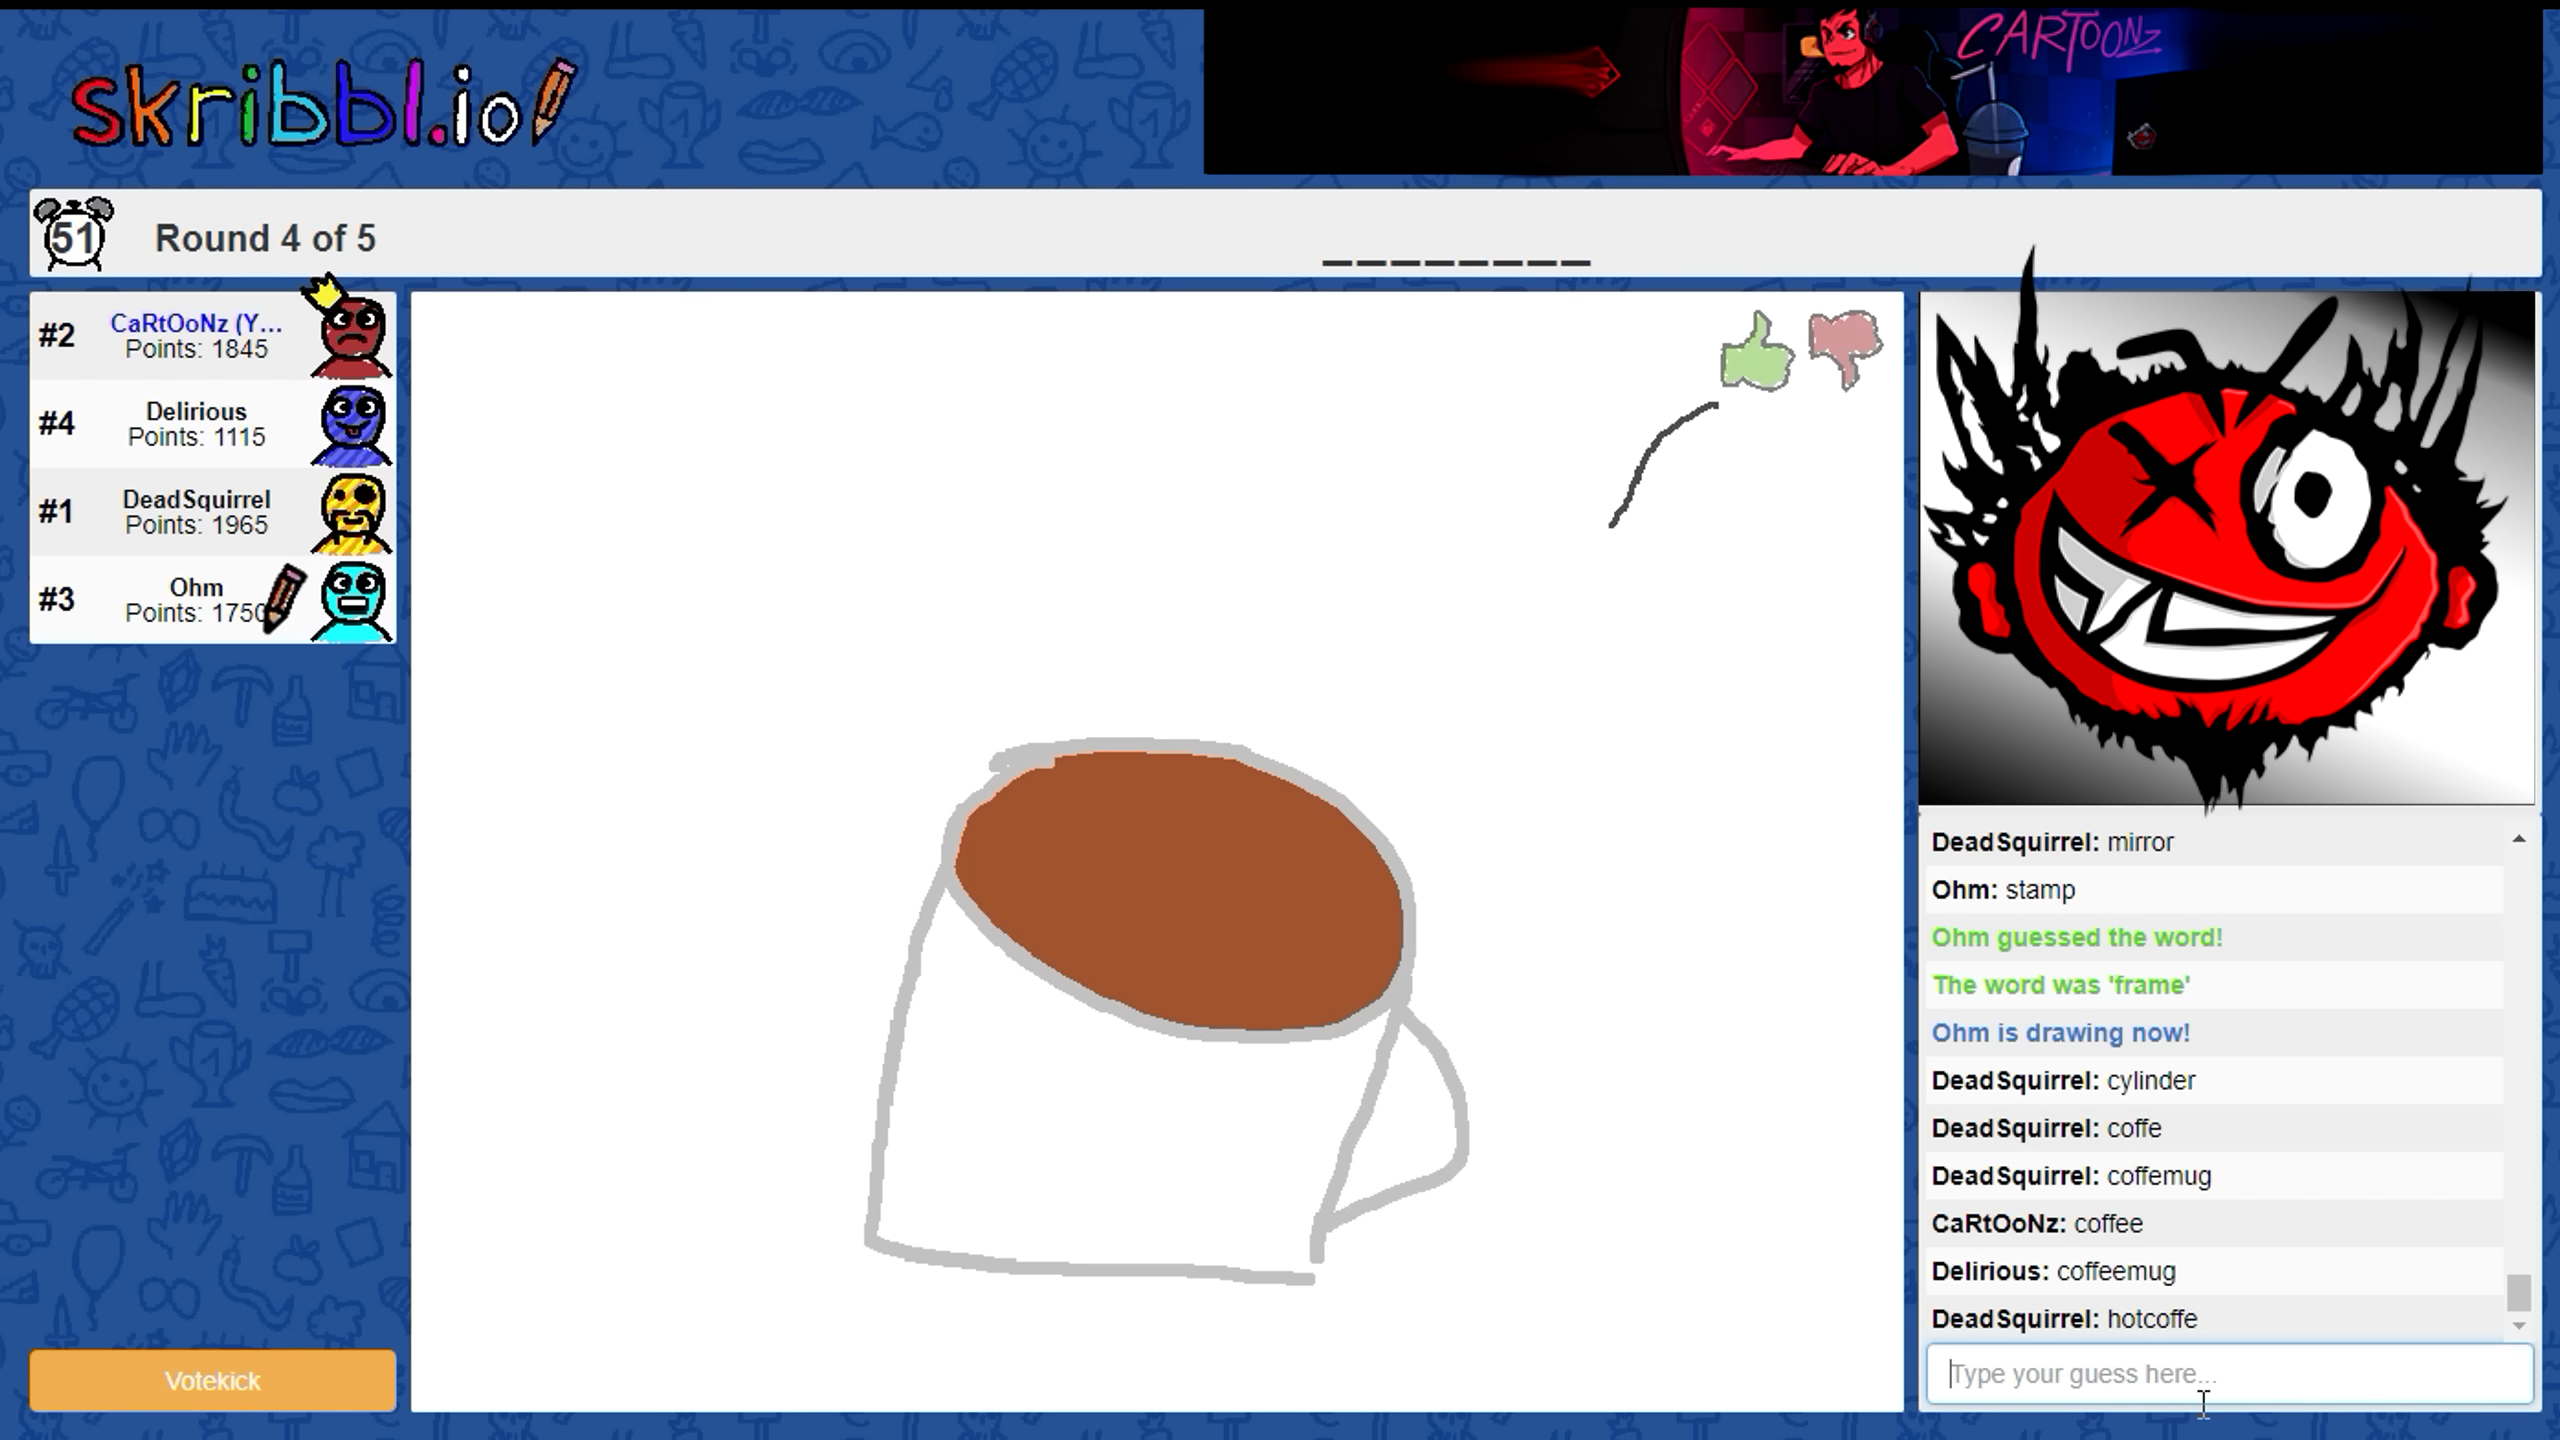 skribbl.io
CARTOONZ
51
Round 4 of 5
________
#2
CaRtOoNz (Y...
Points: 1845
#4
Delirious
Points: 1115
#1
DeadSquirrel
Points: 1965
#3
Ohm
Points: 1750
DeadSquirrel: mirror
Ohm: stamp
Ohm guessed the word!
The word was 'frame'
Ohm is drawing now!
DeadSquirrel: cylinder
DeadSquirrel: coffe
DeadSquirrel: coffemug
CaRtOoNz: coffee
Delirious: coffeemug
DeadSquirrel: hotcoffe
Votekick
Type your guess here...